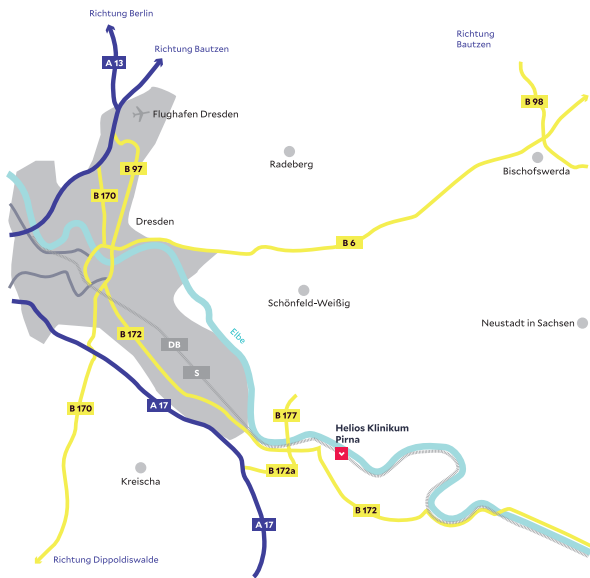 Richtung Berlin
Richtung
Bautzen
Richtung Bautzen
A 13
B 98
Flughafen Dresden
Radeberg
B 97
Bischofswerda
B 170
Dresden
B 6
Schönfeld-Weißig
Neustadt in Sachsen
B 172
Elbe
DB
S
B 170
A 17
B 177
Helios Klinikum
Pirna
Kreischa
B 172a
B 172
A 17
Richtung Dippoldiswalde